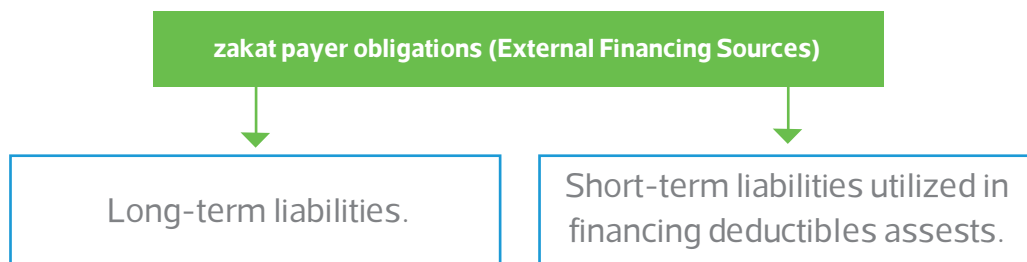 zakat payer obligations (External Financing Sources)
Long-term liabilities.
Short-term liabilities utilized in
financing deductibles assests.